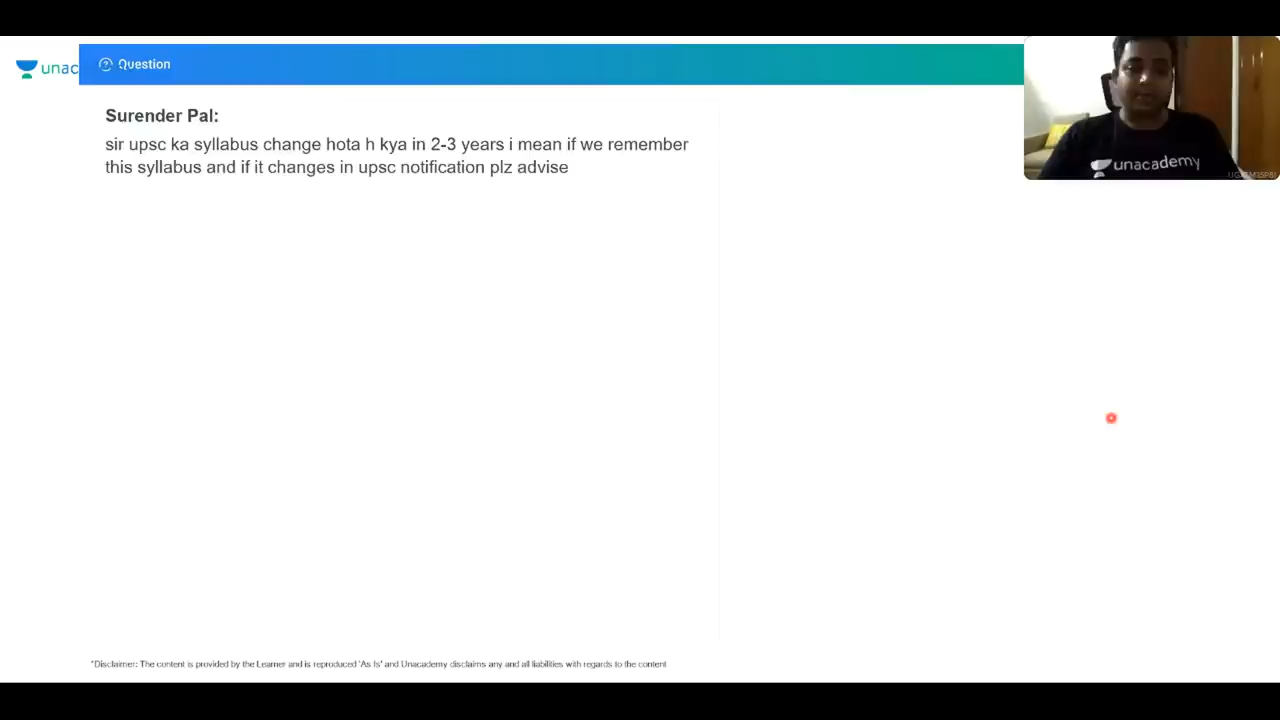 unac
Question
Surender Pal:
sir upsc ka syllabus change hota h kya in 2-3 years i mean if we remember
this syllabus and if it changes in upsc notification plz advise
unacademy
*Disclaimer: The content is provided by the Learner and is reproduced 'As Is' and Unacademy disclaims any and all liabilities with regards to the content